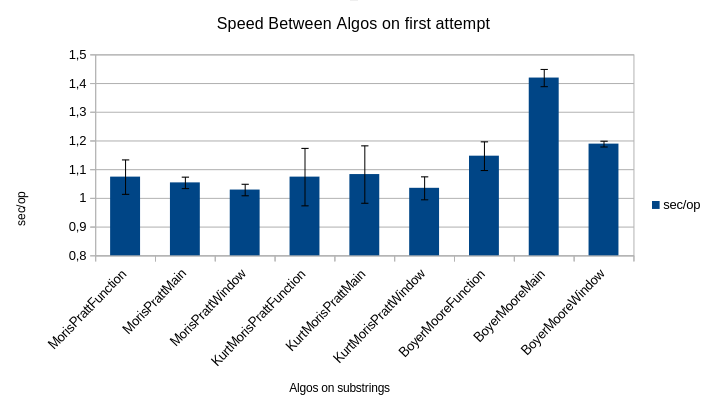 Speed Between Algos on first attempt
1,5
1,4
1,3
1,2
1,1
1
0,9
0,8
sec/op
sec/op
MorisPrattFunction
MorisPrattMain
MorisPrattWindow
KurtMorisPrattFunction
KurtMorisPrattMain
KurtMorisPrattWindow
BoyerMooreFunction
BoyerMooreMain
BoyerMooreWindow
Algos on substrings